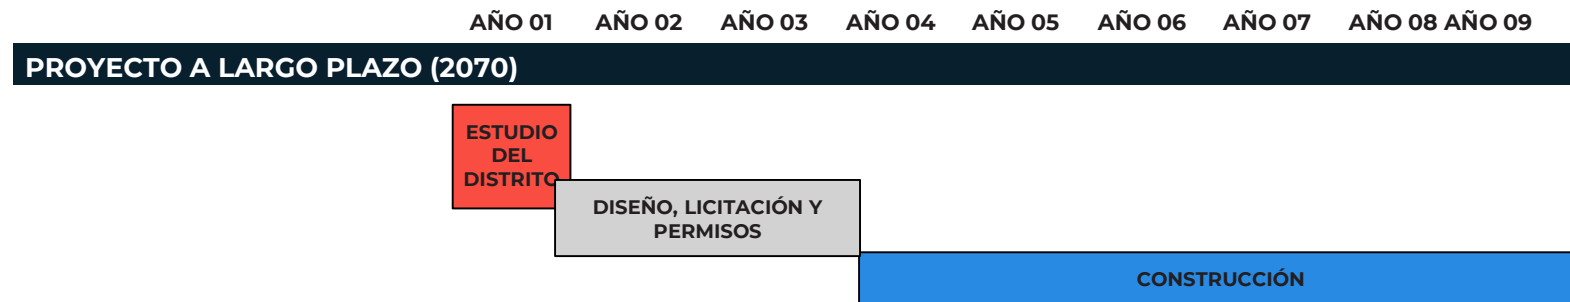 AÑO 01 AÑO 02 AÑO 03 AÑO 04 AÑO 05 AÑO 06 AÑO 07 AÑO 08 AÑO 09
PROYECTO A LARGO PLAZO (2070)
ESTUDIO
DEL
DISTRITO
DISEÑO, LICITACIÓN Y
PERMISOS
CONSTRUCCIÓN